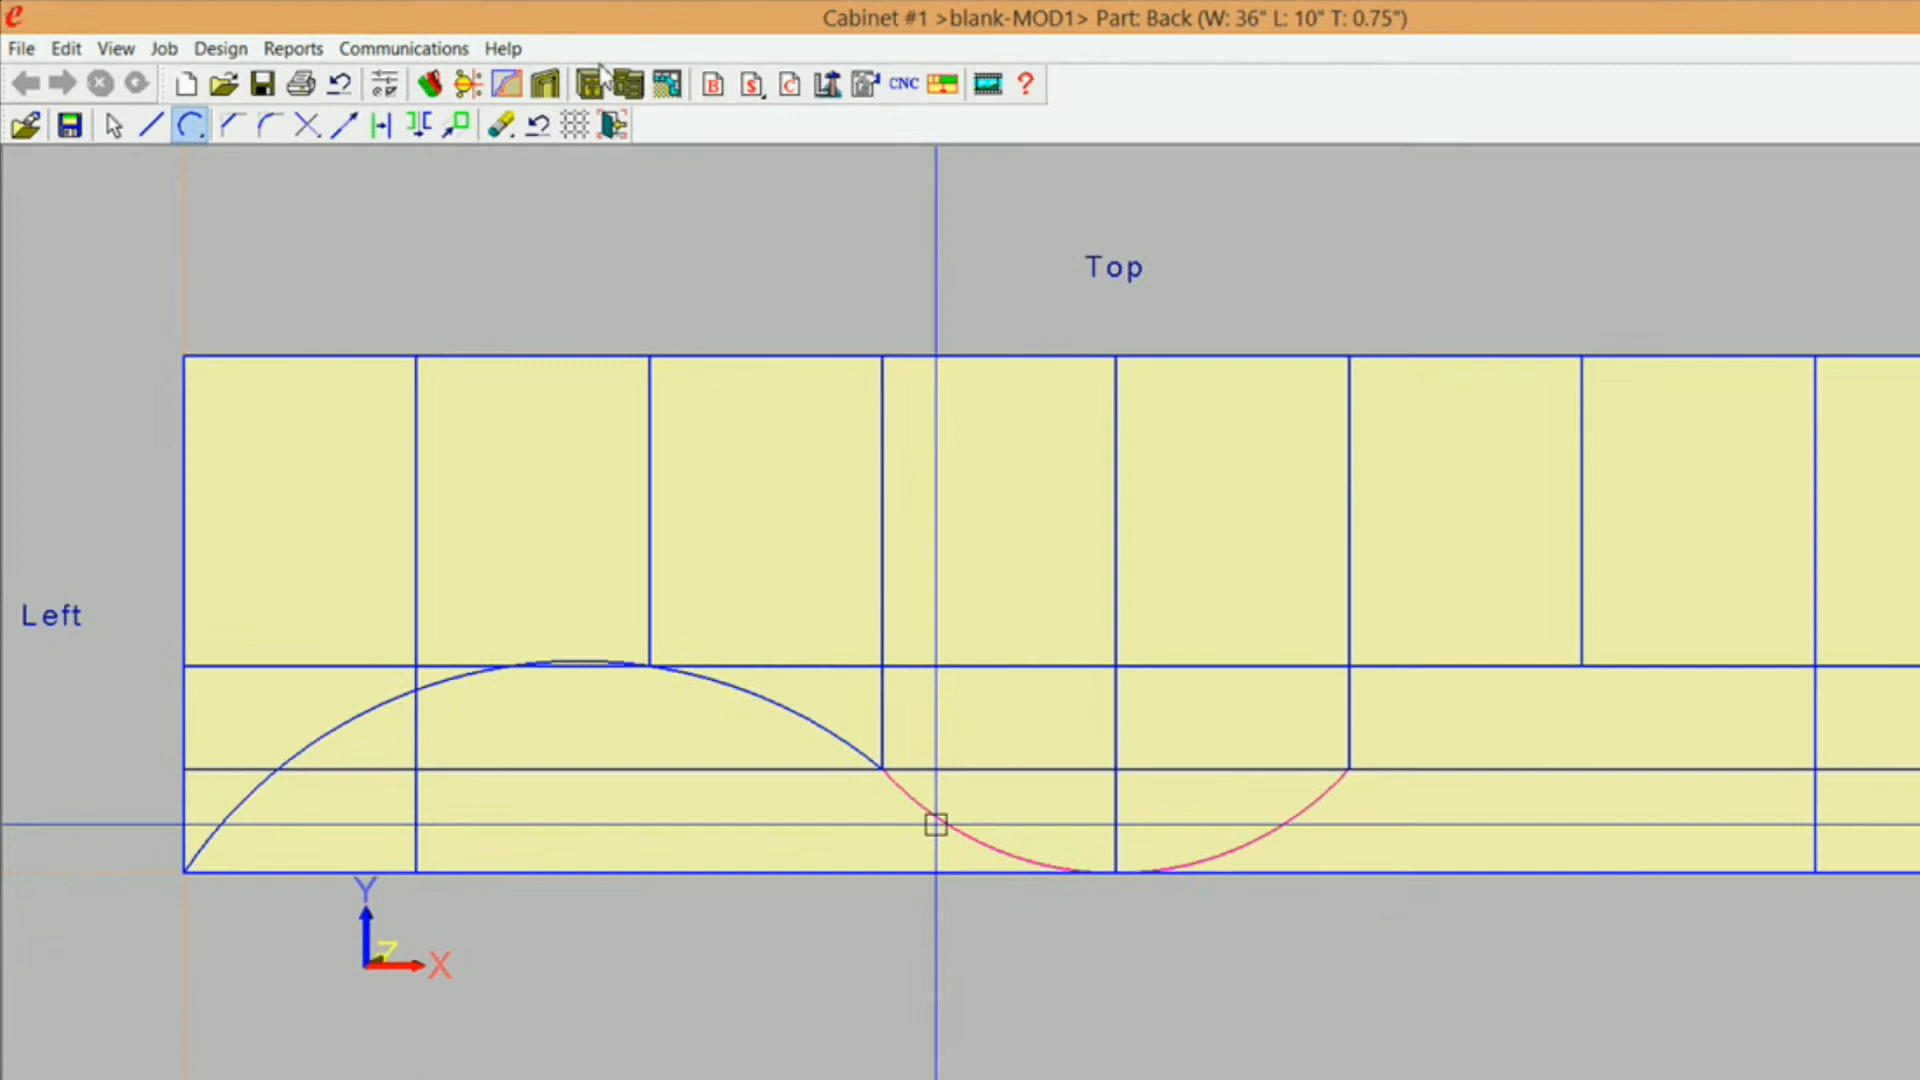 Cabinet #1 >blank-MOD1> Part: Back (W: 36" L: 10" T: 0.75")
File Edit View Job Design Reports Communications Help
B $ C CNC ?
Top
Left
Y
Z
X